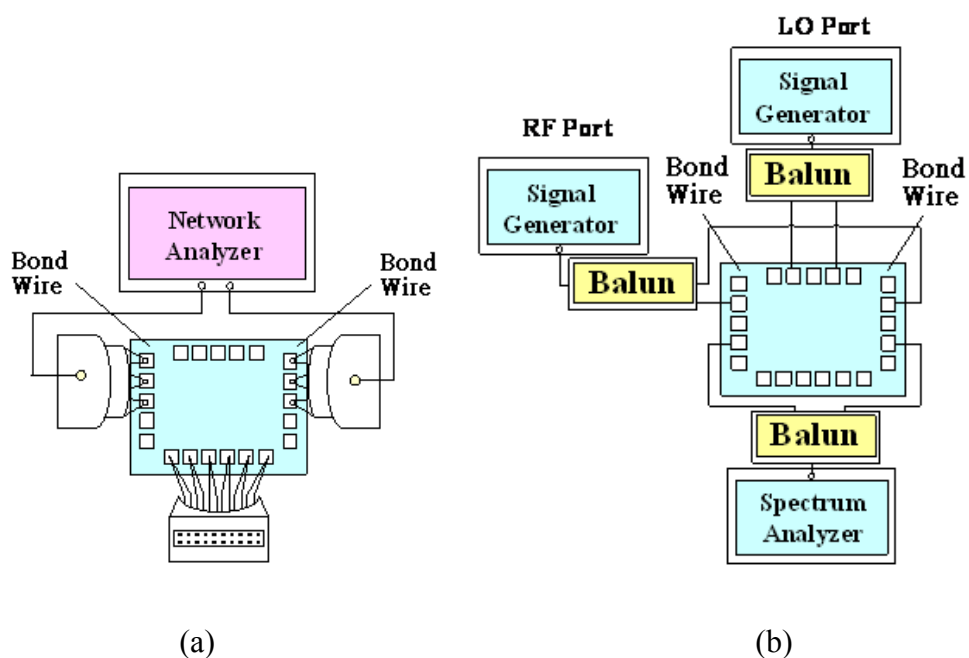 Network
Analyzer
Bond
Wire
Bond
Wire
(a)
LO Port
Signal
Generator
Balun
RF Port
Signal
Generator
Balun
Bond
Wire
Bond
Wire
Balun
Spectrum
Analyzer
(b)